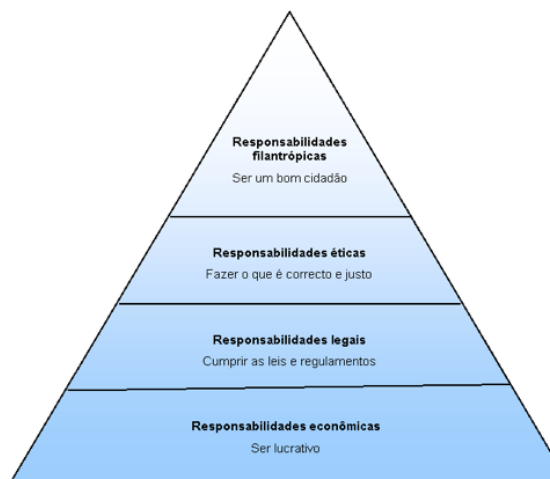 Responsabilidades
filantrópicas
Ser um bom cidadão
Responsabilidades éticas
Fazer o que é correcto e justo
Responsabilidades legais
Cumprir as leis e regulamentos
Responsabilidades econômicas
Ser lucrativo